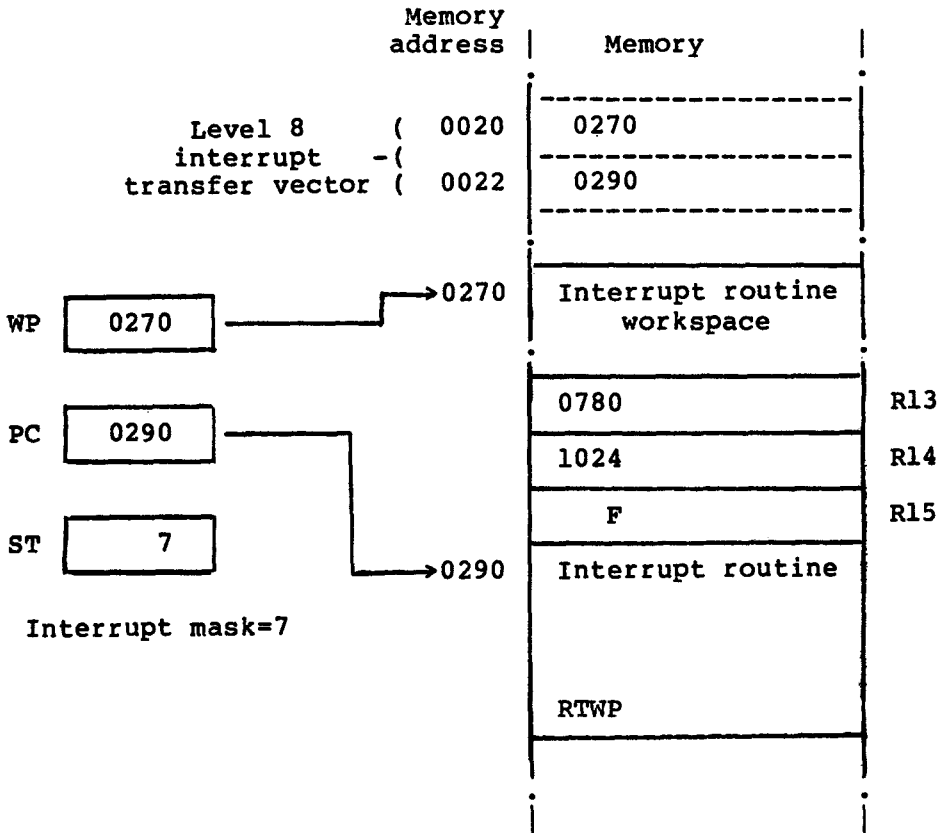 Memory
address Memory
Level 8 ( 0020 0270
interrupt -(
transfer vector ( 0022 0290
0270 Interrupt routine
WP 0270 workspace
0780 R13
PC 0290
1024 R14
F R15
ST 7
0290 Interrupt routine
Interrupt mask=7
RTWP